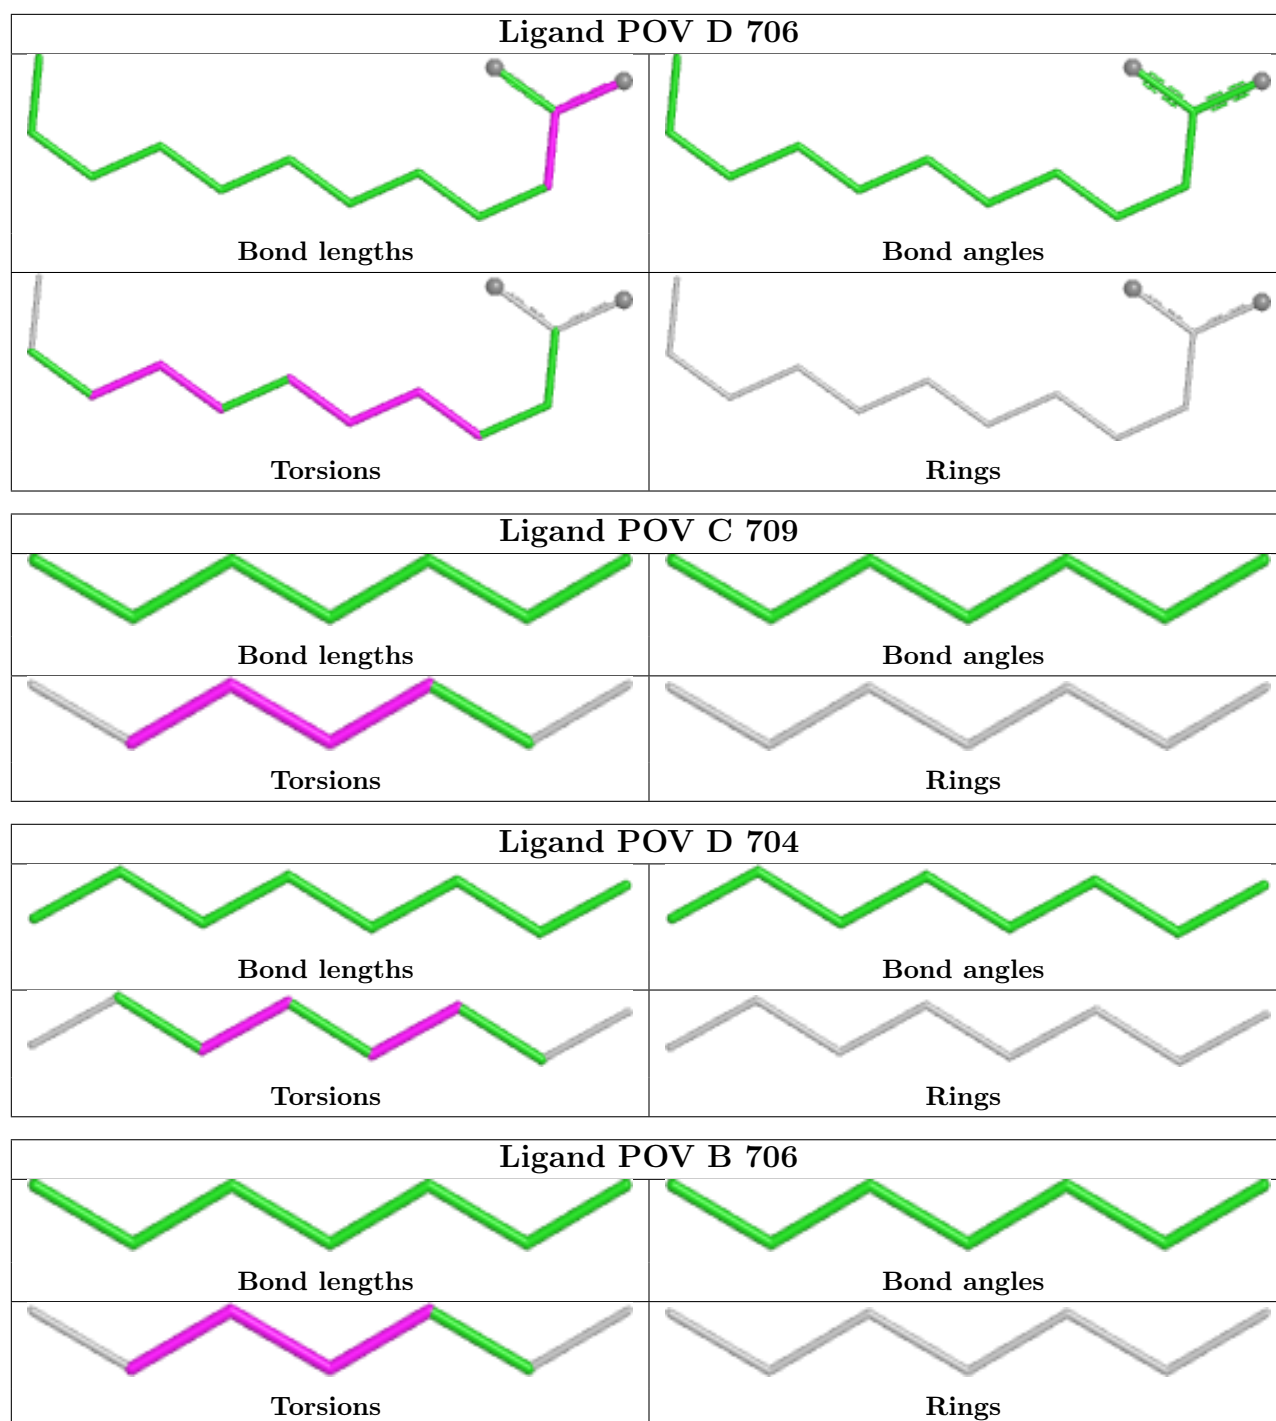 Ligand POV D 706
Bond lengths
Bond angles
Torsions
Rings
Ligand POV C 709
Bond lengths
Bond angles
Torsions
Rings
Ligand POV D 704
Bond lengths
Bond angles
Torsions
Rings
Ligand POV B 706
Bond lengths
Bond angles
Torsions
Rings